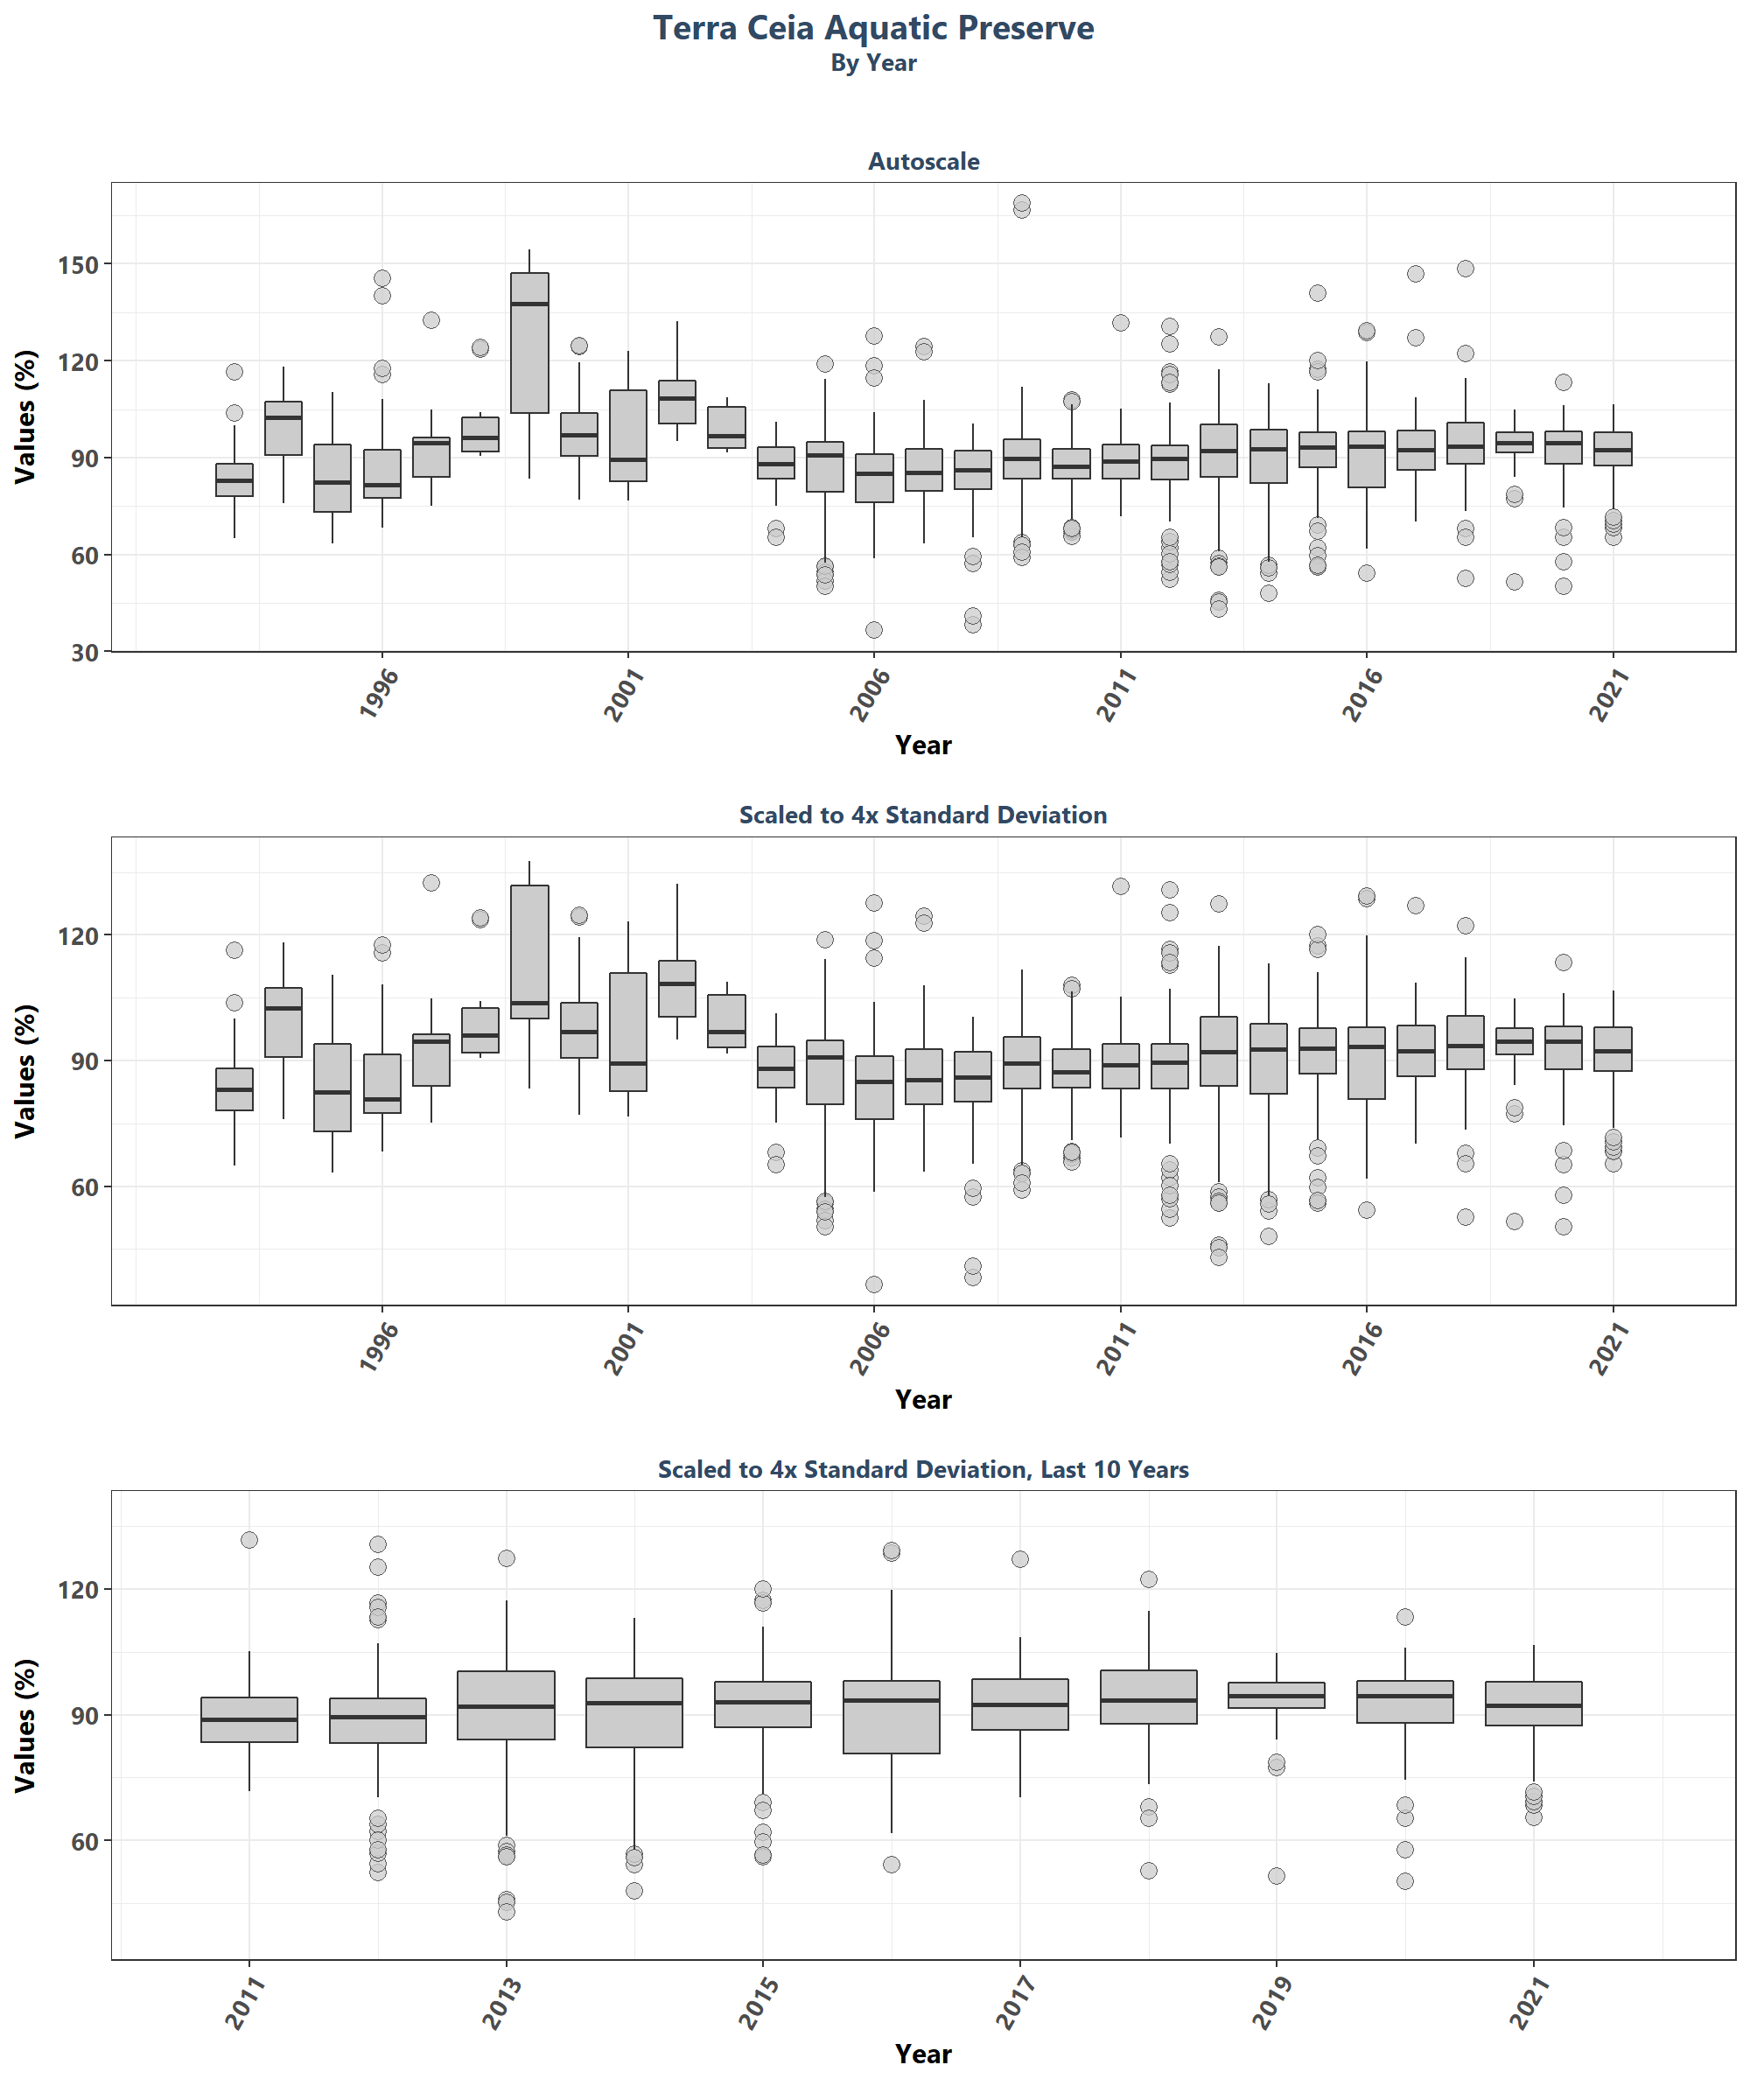 Terra Ceia Aquatic Preserve
By Year
Autoscale
Values (%)
150
120
90
60
30
1996
2001
2006
2011
2016
2021
Year
Scaled to 4x Standard Deviation
Values (%)
120
90
60
1996
2001
2006
2011
2016
2021
Year
Scaled to 4x Standard Deviation, Last 10 Years
Values (%)
120
90
60
2011
2013
2015
2017
2019
2021
Year